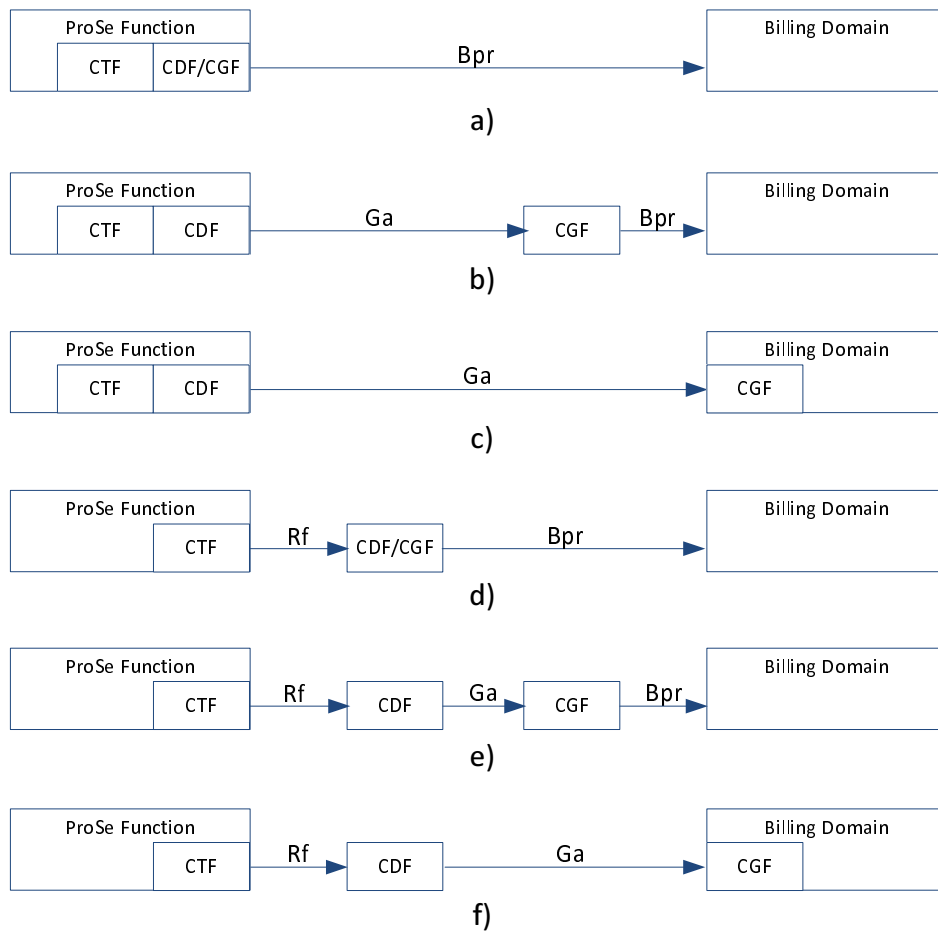 ProSe Function
Billing Domain
CTF
CDF/CGF
Bpr
a)
ProSe Function
Billing Domain
CTF
CDF
Ga
CGF
Bpr
b)
ProSe Function
Billing Domain
CTF
CDF
Ga
CGF
c)
ProSe Function
Billing Domain
CTF
Rf
CDF/CGF
Bpr
d)
ProSe Function
Billing Domain
CTF
Rf
CDF
Ga
CGF
Bpr
e)
ProSe Function
Billing Domain
CTF
Rf
CDF
Ga
CGF
f)